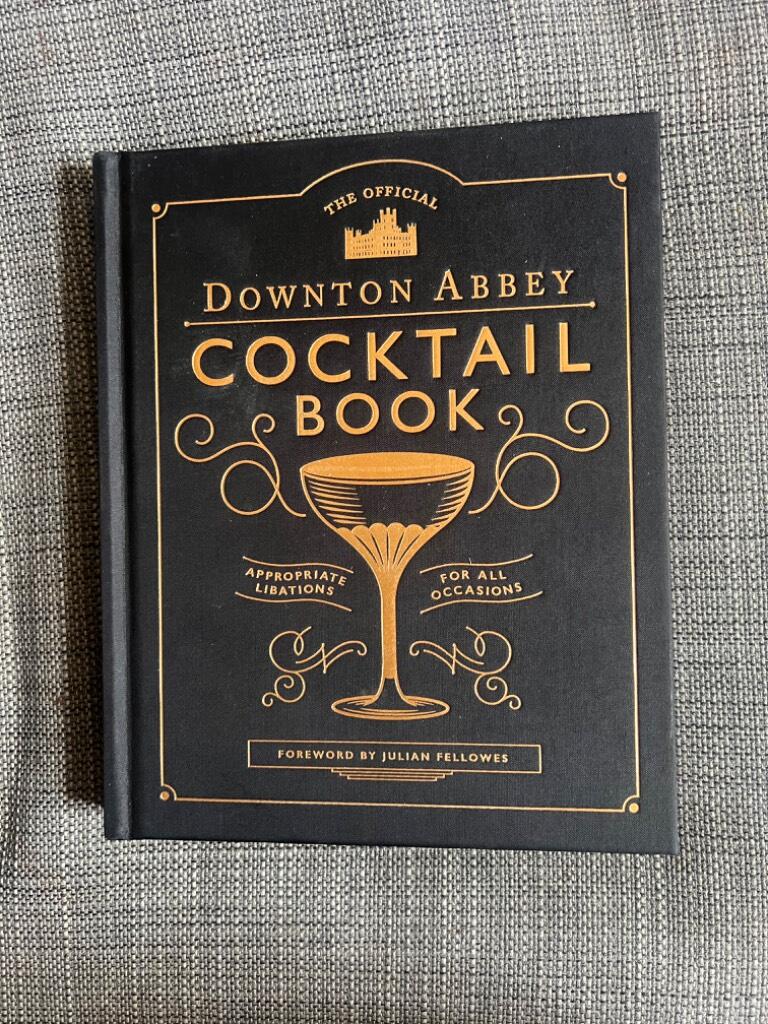 THE OFFICIAL
DOWNTON ABBEY
COCKTAIL
BOOK
APPROPRIATE
LIBATIONS
FOR ALL
OCCASIONS
FOREWORD BY JULIAN FELLOWES